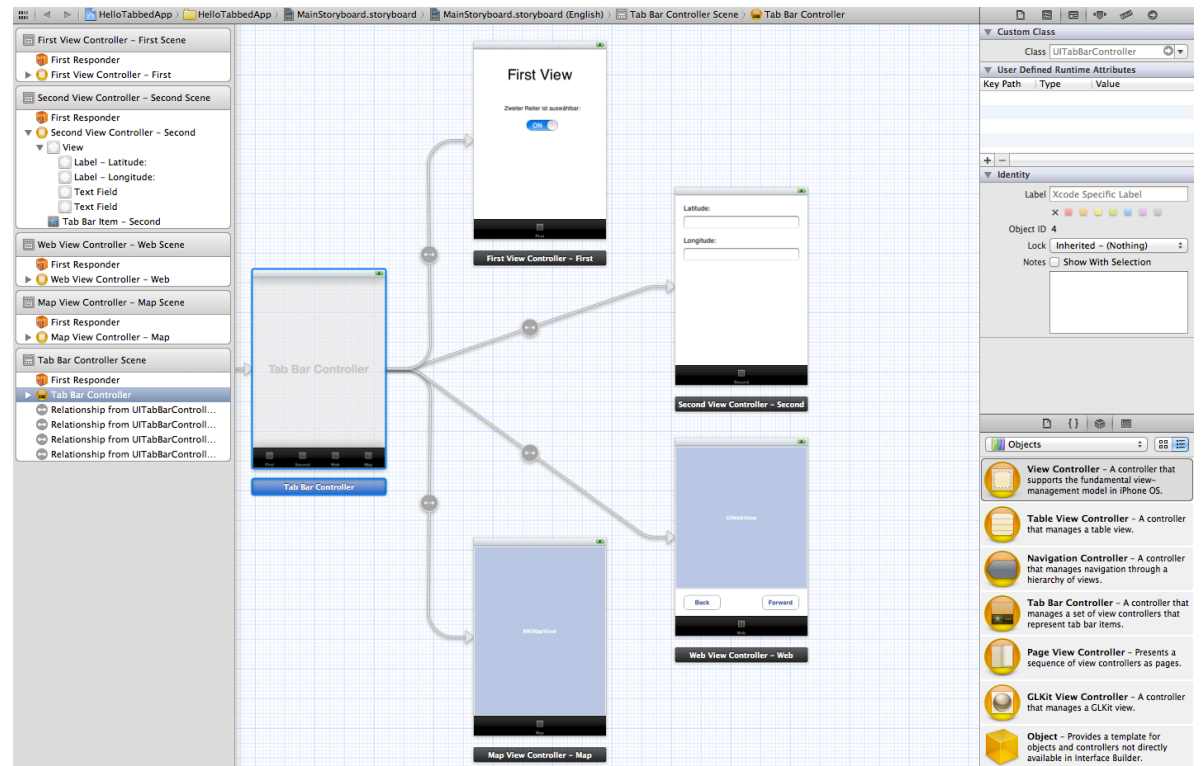 HelloTabbedApp
HelloTabbedApp
MainStoryboard.storyboard
MainStoryboard.storyboard (English)
Tab Bar Controller Scene
Tab Bar Controller
First View Controller – First Scene
First Responder
First View Controller – First
Second View Controller – Second Scene
First Responder
Second View Controller – Second
View
Label – Latitude:
Label – Longitude:
Text Field
Text Field
Tab Bar Item – Second
Web View Controller – Web Scene
First Responder
Web View Controller – Web
Map View Controller – Map Scene
First Responder
Map View Controller – Map
Tab Bar Controller Scene
First Responder
Tab Bar Controller
Relationship from UITabBarControll...
Relationship from UITabBarControll...
Relationship from UITabBarControll...
Relationship from UITabBarControll...
Tab Bar Controller
First Second Web Map
Tab Bar Controller
First View
Zweiter Reiter ist auswählbar:
ON
First
First View Controller – First
Latitude:
Longitude:
Second
Second View Controller – Second
UIWebView
Back Forward
Web
Web View Controller – Web
MKMapView
Map
Map View Controller – Map
Custom Class
Class UITabBarController
User Defined Runtime Attributes
Key Path Type Value
Identity
Label Xcode Specific Label
Object ID 4
Lock Inherited – (Nothing)
Notes Show With Selection
Objects
View Controller – A controller that
supports the fundamental view-
management model in iPhone OS.
Table View Controller – A controller
that manages a table view.
Navigation Controller – A controller
that manages navigation through a
hierarchy of views.
Tab Bar Controller – A controller that
manages a set of view controllers that
represent tab bar items.
Page View Controller – Presents a
sequence of view controllers as pages.
GLKit View Controller – A controller
that manages a GLKit view.
Object – Provides a template for
objects and controllers not directly
available in Interface Builder.